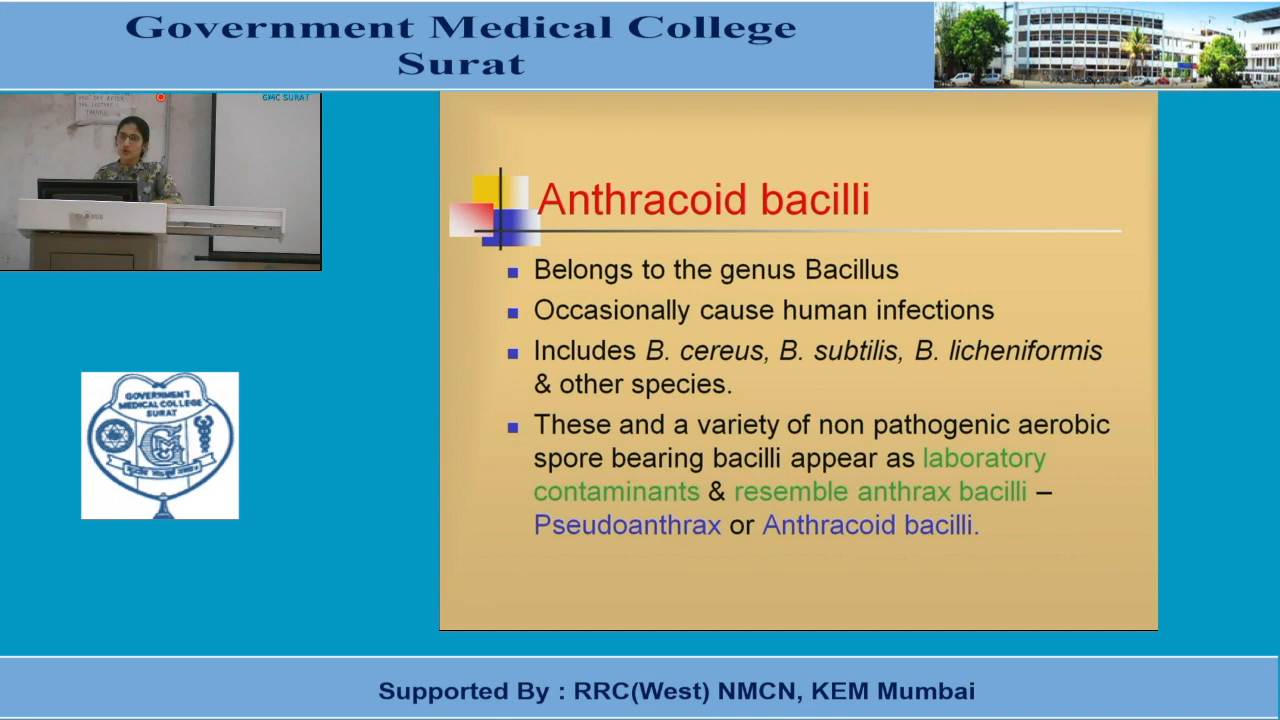 Government Medical College
Surat
GMC SURAT
Anthracoid bacilli
Belongs to the genus Bacillus
Occasionally cause human infections
Includes B. cereus, B. subtilis, B. licheniformis
& other species.
These and a variety of non pathogenic aerobic
spore bearing bacilli appear as laboratory
contaminants & resemble anthrax bacilli –
Pseudoanthrax or Anthracoid bacilli.
GOVERNMENT
MEDICAL COLLEGE
SURAT
Supported By : RRC(West) NMCN, KEM Mumbai